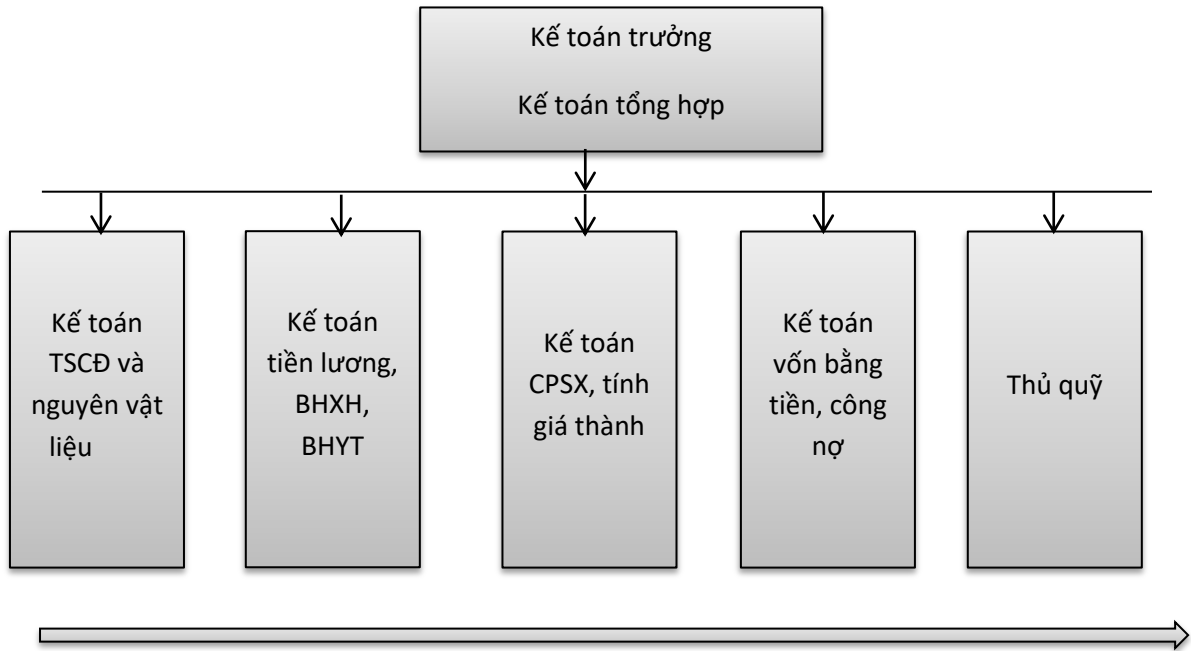 Kế toán trưởng
Kế toán tổng hợp
Kế toán
TSCĐ và
nguyên vật
liệu
Kế toán
tiền lương,
BHXH,
BHYT
Kế toán
CPSX, tính
giá thành
Kế toán
vốn bằng
tiền, công
nợ
Thủ quỹ